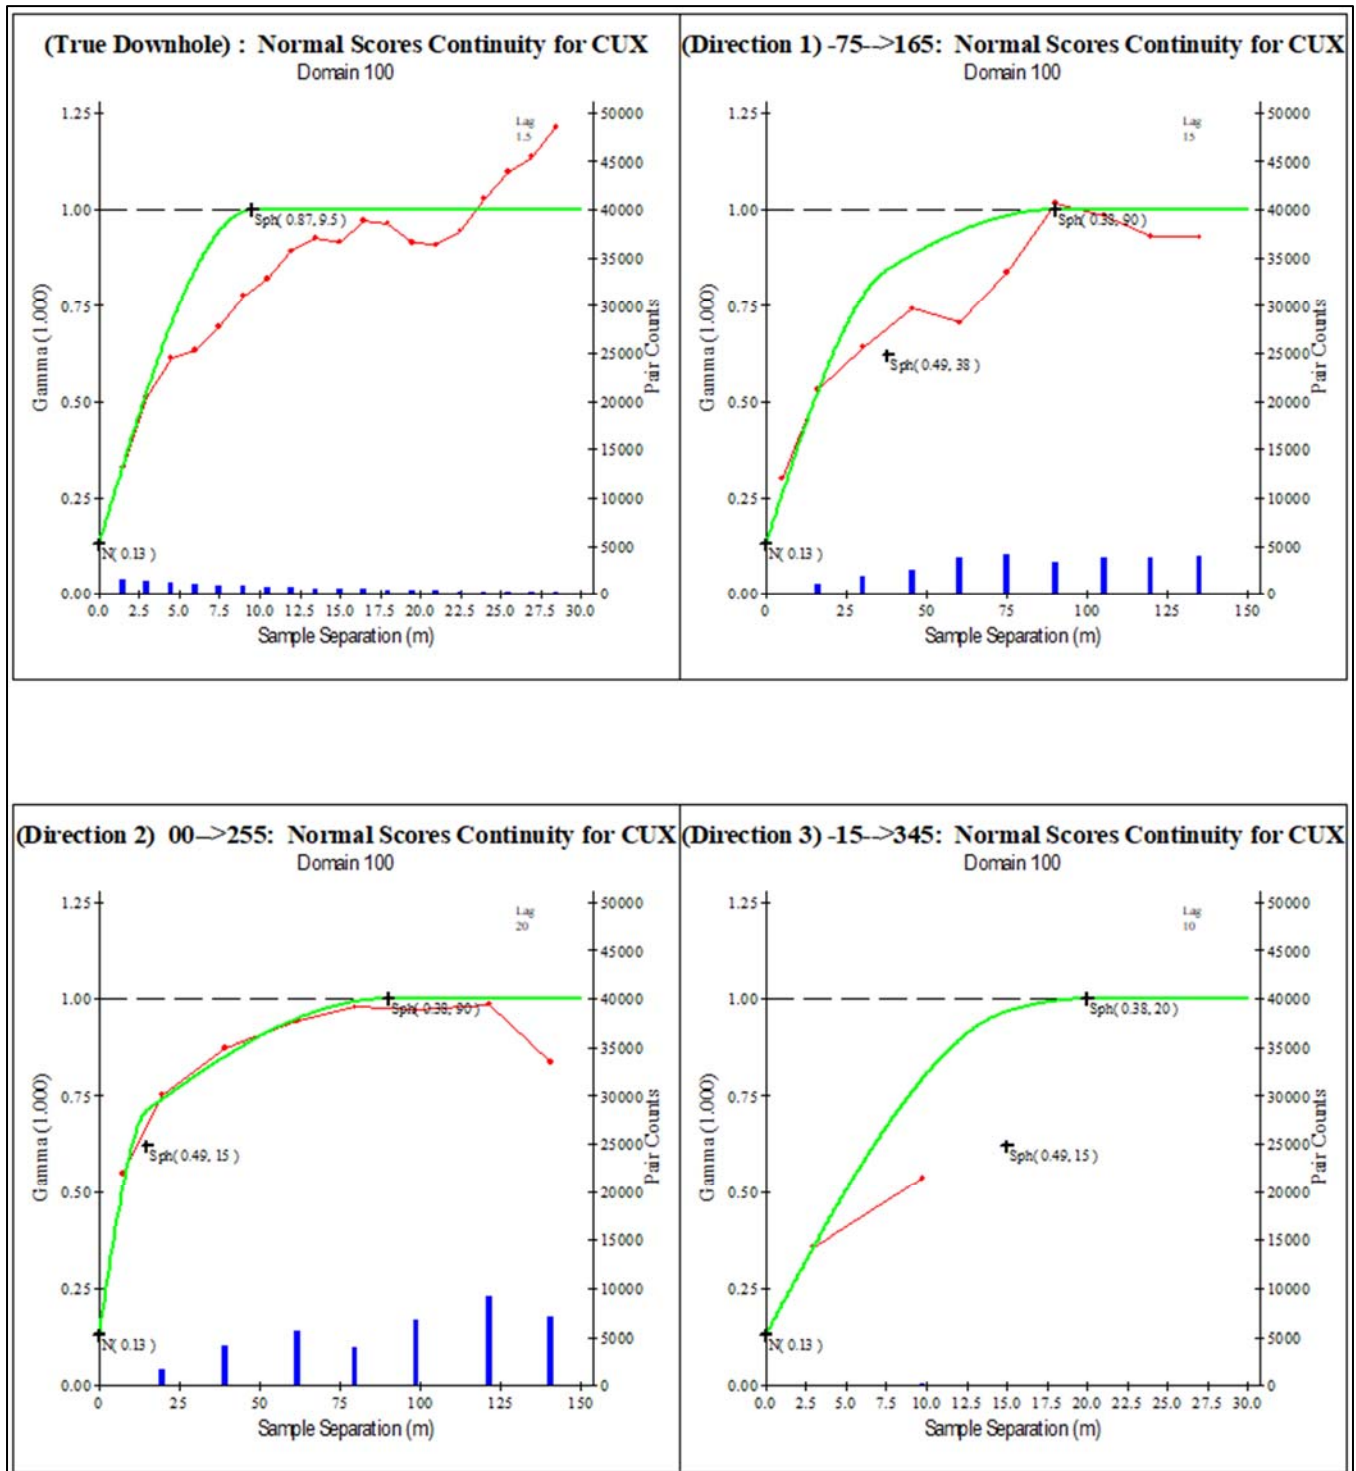 (True Downhole) : Normal Scores Continuity for CUX
Domain 100
1.25
1.00
0.75
0.50
0.25
0.00
Gamma (1.000)
Lag
1.5
Sph( 0.87, 9.5 )
N( 0.13 )
50000
45000
40000
35000
30000
25000
20000
15000
10000
5000
0
Pair Counts
0.0 2.5 5.0 7.5 10.0 12.5 15.0 17.5 20.0 22.5 25.0 27.5 30.0
Sample Separation (m)
(Direction 1) -75-->165: Normal Scores Continuity for CUX
Domain 100
1.25
1.00
0.75
0.50
0.25
0.00
Gamma (1.000)
Lag
15
Sph( 0.38, 90 )
Sph( 0.49, 38 )
N( 0.13 )
50000
45000
40000
35000
30000
25000
20000
15000
10000
5000
0
Pair Counts
0 25 50 75 100 125 150
Sample Separation (m)
(Direction 2) 00-->255: Normal Scores Continuity for CUX
Domain 100
1.25
1.00
0.75
0.50
0.25
0.00
Gamma (1.000)
Lag
20
Sph( 0.38, 90 )
Sph( 0.49, 15 )
N( 0.13 )
50000
45000
40000
35000
30000
25000
20000
15000
10000
5000
0
Pair Counts
0 25 50 75 100 125 150
Sample Separation (m)
(Direction 3) -15-->345: Normal Scores Continuity for CUX
Domain 100
1.25
1.00
0.75
0.50
0.25
0.00
Gamma (1.000)
Lag
10
Sph( 0.38, 20 )
Sph( 0.49, 15 )
N( 0.13 )
50000
45000
40000
35000
30000
25000
20000
15000
10000
5000
0
Pair Counts
0.0 2.5 5.0 7.5 10.0 12.5 15.0 17.5 20.0 22.5 25.0 27.5 30.0
Sample Separation (m)